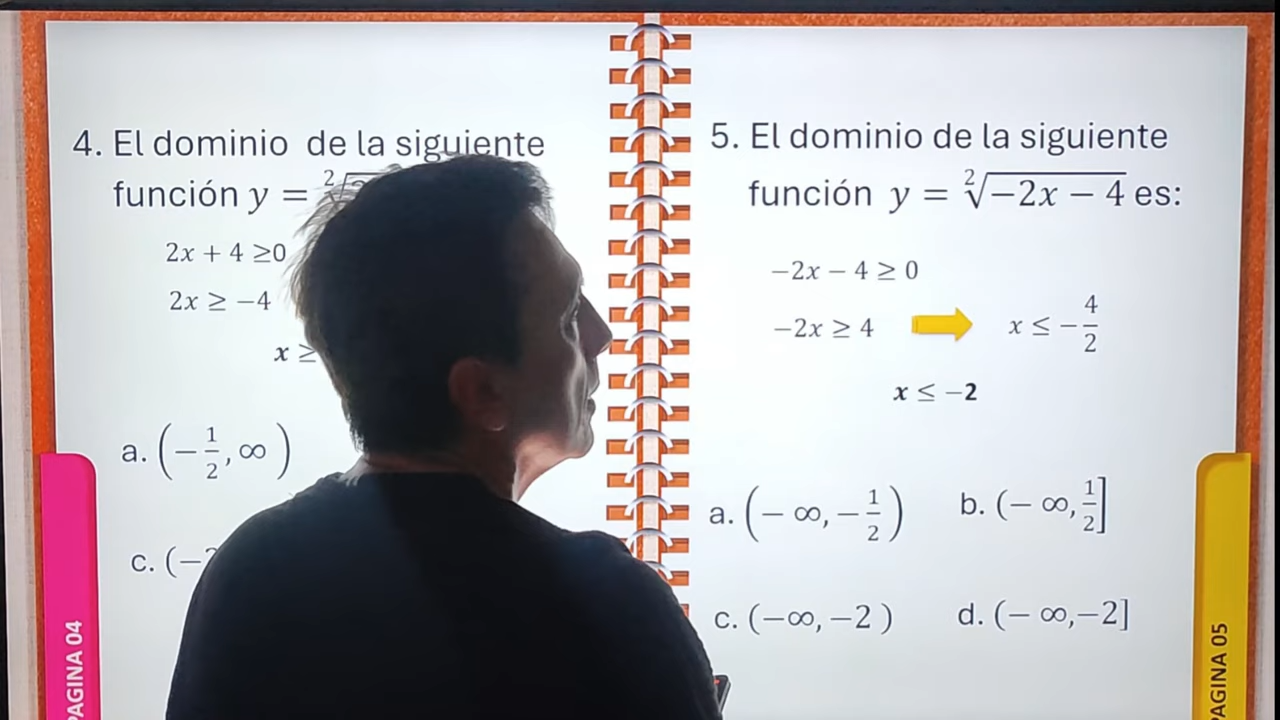 4. El dominio de la siguiente
función y = ²√
2x + 4 ≥0
2x ≥ −4
x ≥
a. (−1/2, ∞ )
c. (−
PAGINA 04
5. El dominio de la siguiente
función y = ²√−2x − 4 es:
−2x − 4 ≥ 0
−2x ≥ 4 x ≤ −4/2
x ≤ −2
a. (− ∞, −1/2) b. (− ∞, 1/2]
c. (−∞, −2 ) d. (− ∞,−2]
PAGINA 05